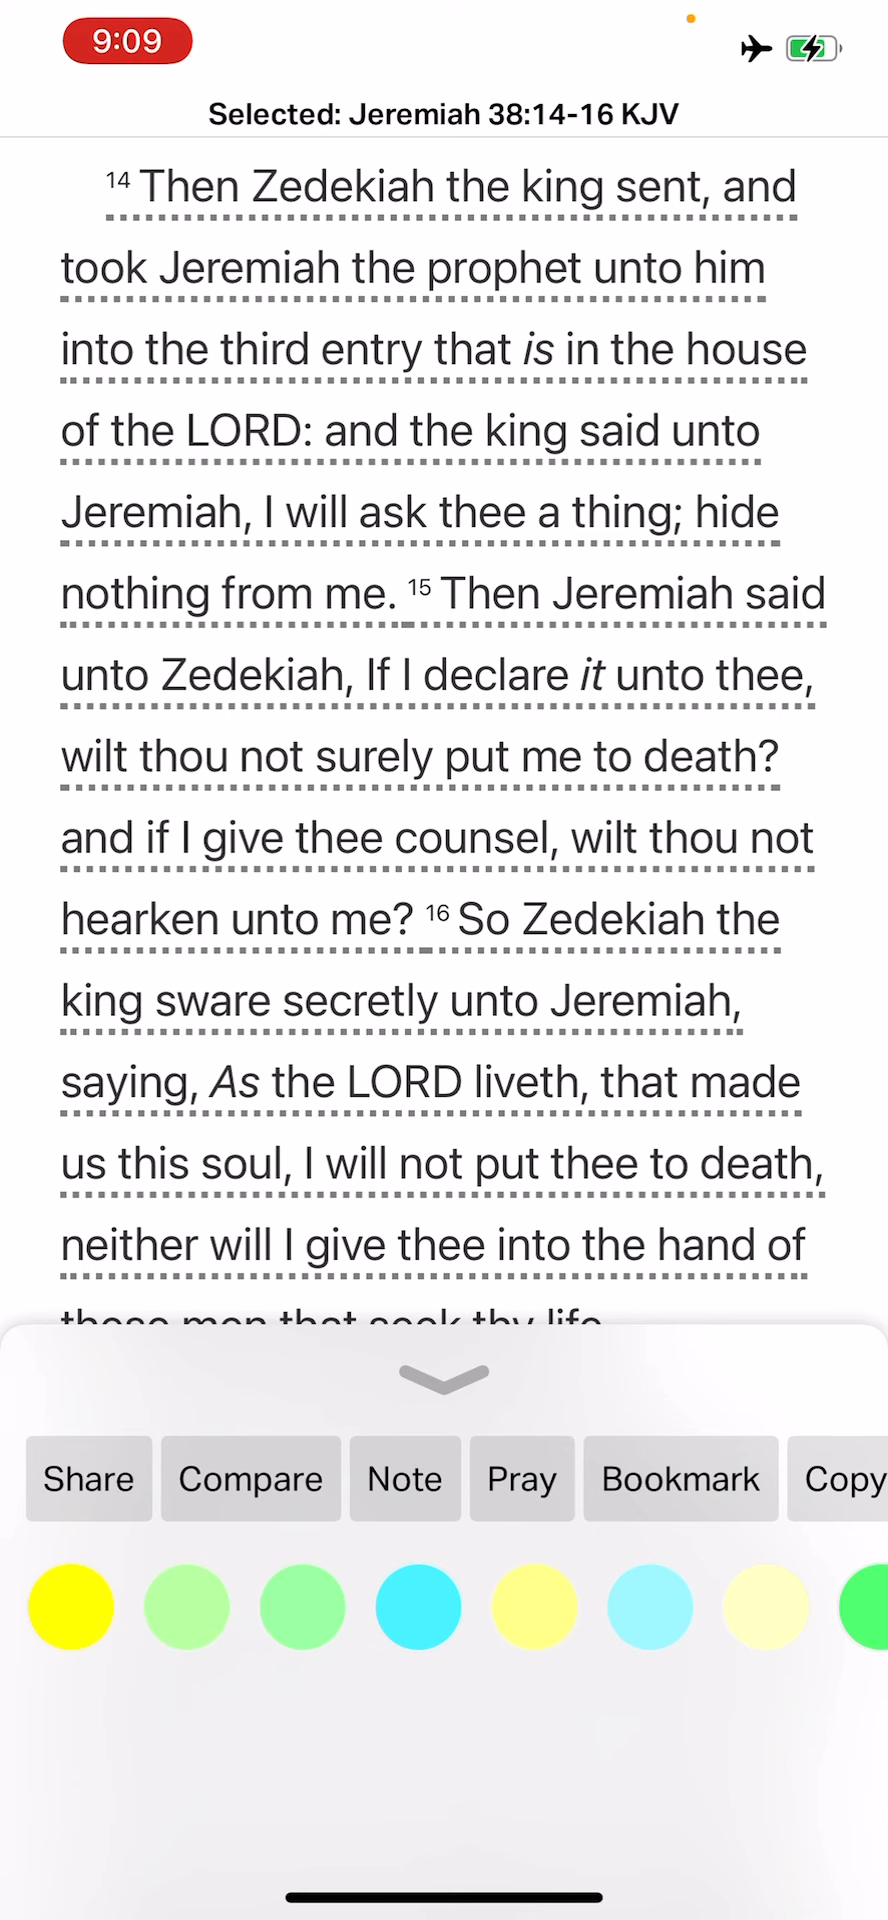 9:09
Selected: Jeremiah 38:14-16 KJV
14 Then Zedekiah the king sent, and
took Jeremiah the prophet unto him
into the third entry that is in the house
of the LORD: and the king said unto
Jeremiah, I will ask thee a thing; hide
nothing from me. 15 Then Jeremiah said
unto Zedekiah, If I declare it unto thee,
wilt thou not surely put me to death?
and if I give thee counsel, wilt thou not
hearken unto me? 16 So Zedekiah the
king sware secretly unto Jeremiah,
saying, As the LORD liveth, that made
us this soul, I will not put thee to death,
neither will I give thee into the hand of
these men that seek thy life.
Share Compare Note Pray Bookmark Copy